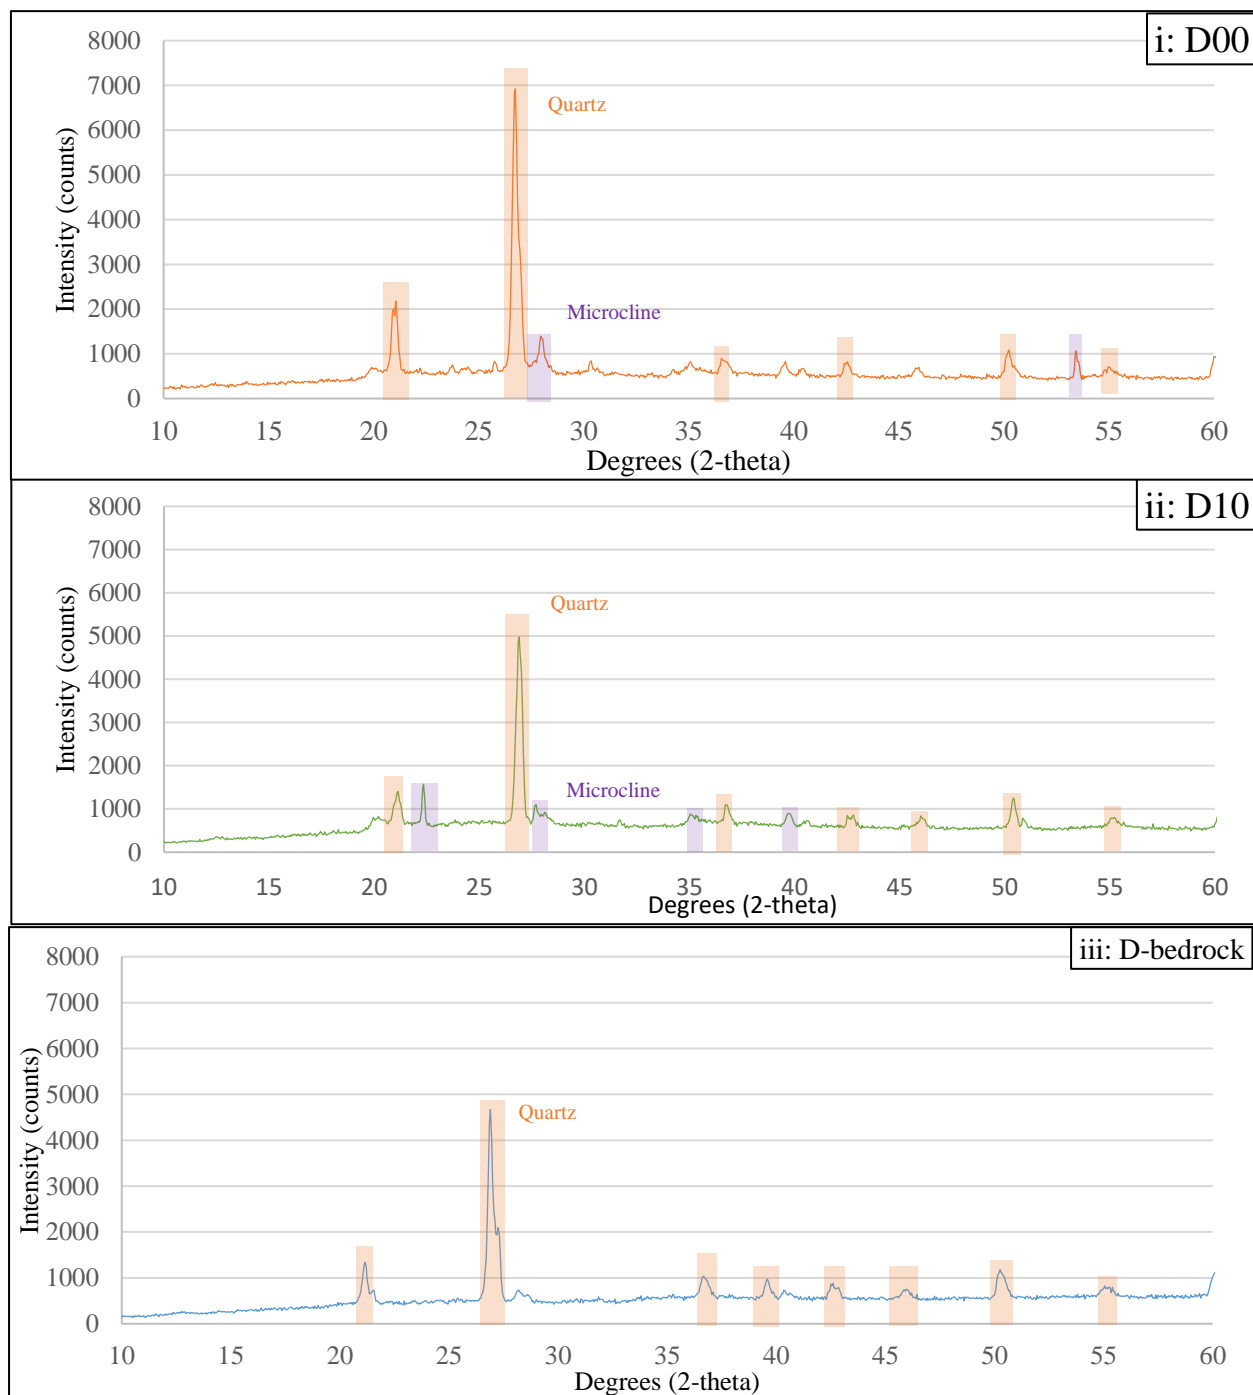 i: D00
8000
7000
6000
5000
4000
3000
2000
1000
0
Intensity (counts)
Quartz
Microcline
10 15 20 25 30 35 40 45 50 55 60
Degrees (2-theta)
ii: D10
8000
7000
6000
5000
4000
3000
2000
1000
0
Intensity (counts)
Quartz
Microcline
10 15 20 25 30 35 40 45 50 55 60
Degrees (2-theta)
iii: D-bedrock
8000
7000
6000
5000
4000
3000
2000
1000
0
Intensity (counts)
Quartz
10 15 20 25 30 35 40 45 50 55 60
Degrees (2-theta)